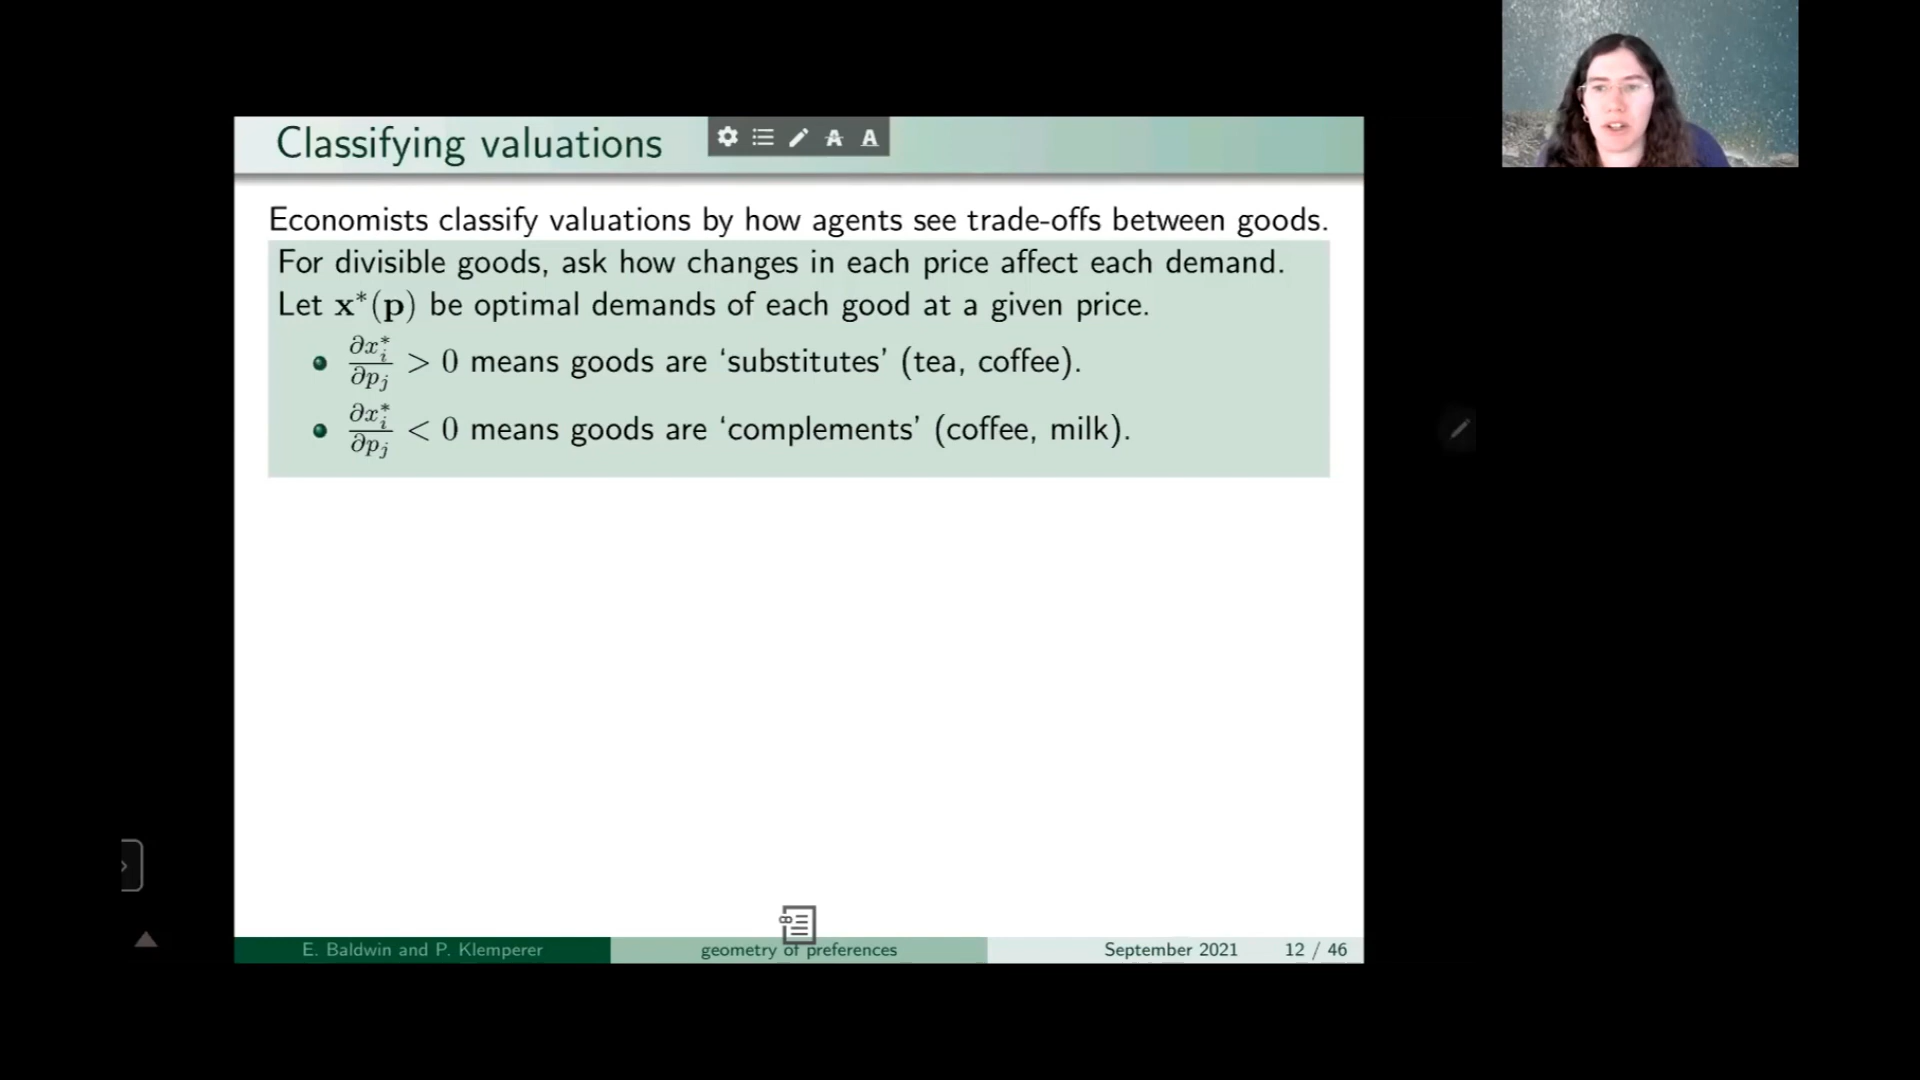 Classifying valuations
Economists classify valuations by how agents see trade-offs between goods.
For divisible goods, ask how changes in each price affect each demand.
Let x*(p) be optimal demands of each good at a given price.
∂x*_i/∂p_j > 0 means goods are ‘substitutes’ (tea, coffee).
∂x*_i/∂p_j < 0 means goods are ‘complements’ (coffee, milk).
E. Baldwin and P. Klemperer geometry of preferences September 2021 12 / 46